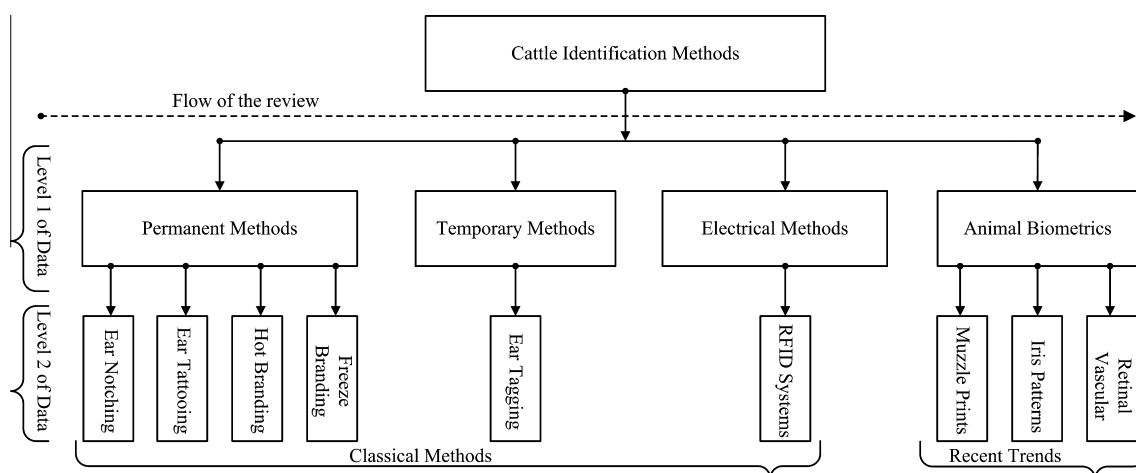 Cattle Identification Methods
Flow of the review
Level 1 of Data
Permanent Methods
Temporary Methods
Electrical Methods
Animal Biometrics
Level 2 of Data
Ear Notching
Ear Tattooing
Hot Branding
Freeze
Branding
Ear Tagging
RFID Systems
Muzzle Prints
Iris Patterns
Retinal
Vascular
Classical Methods
Recent Trends